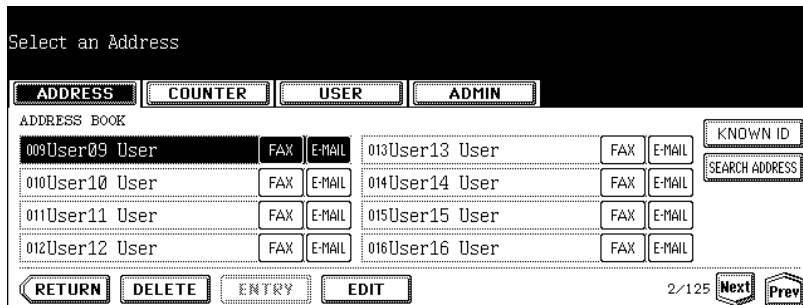 Select an Address
ADDRESS COUNTER USER ADMIN
ADDRESS BOOK
KNOWN ID
009User09 User FAX E-MAIL 013User13 User FAX E-MAIL
SEARCH ADDRESS
010User10 User FAX E-MAIL 014User14 User FAX E-MAIL
011User11 User FAX E-MAIL 015User15 User FAX E-MAIL
012User12 User FAX E-MAIL 016User16 User FAX E-MAIL
RETURN DELETE ENTRY EDIT 2/125 Next Prev